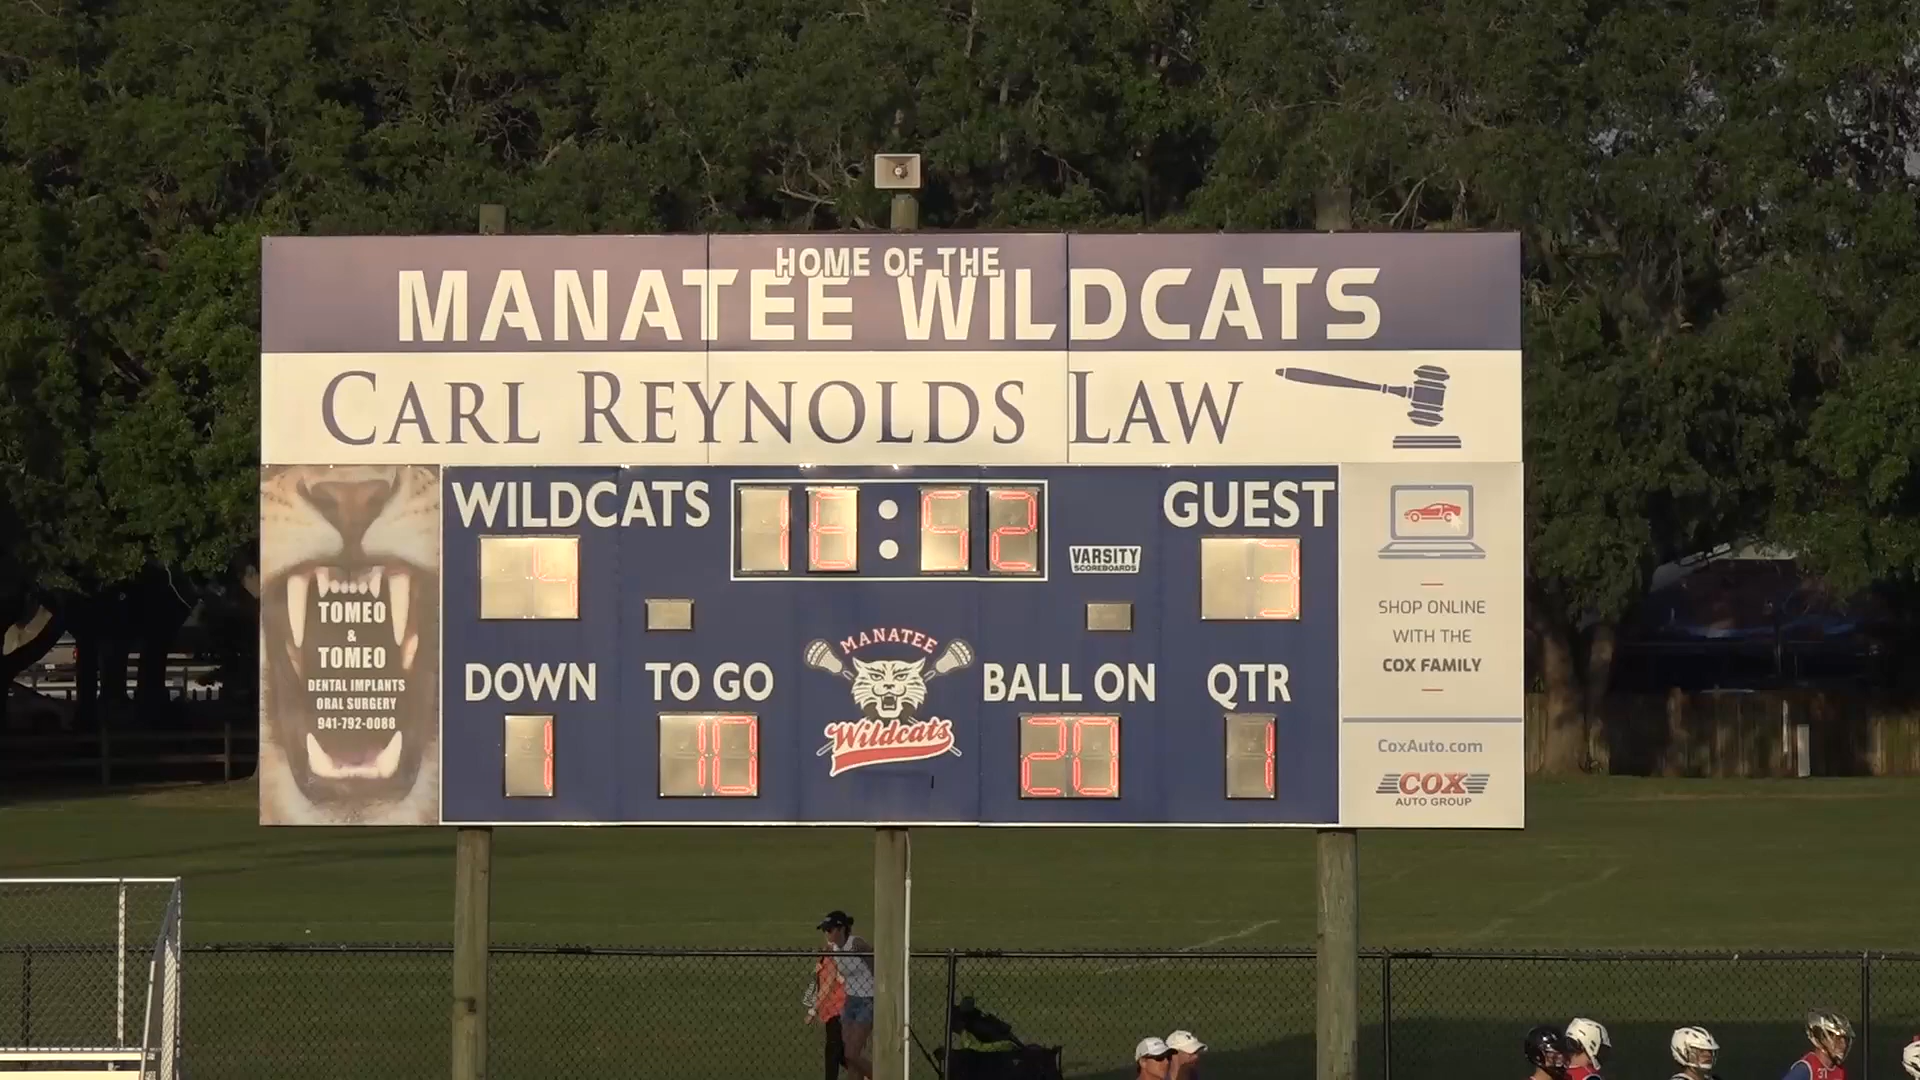 HOME OF THE
MANATEE WILDCATS
CARL REYNOLDS LAW
WILDCATS
16:52
GUEST
4
3
VARSITY
SCOREBOARDS
TOMEO
&
TOMEO
DENTAL IMPLANTS
ORAL SURGERY
941-792-0088
MANATEE
Wildcats
DOWN
TO GO
BALL ON
QTR
1
10
20
1
SHOP ONLINE
WITH THE
COX FAMILY
CoxAuto.com
COX
AUTO GROUP
31